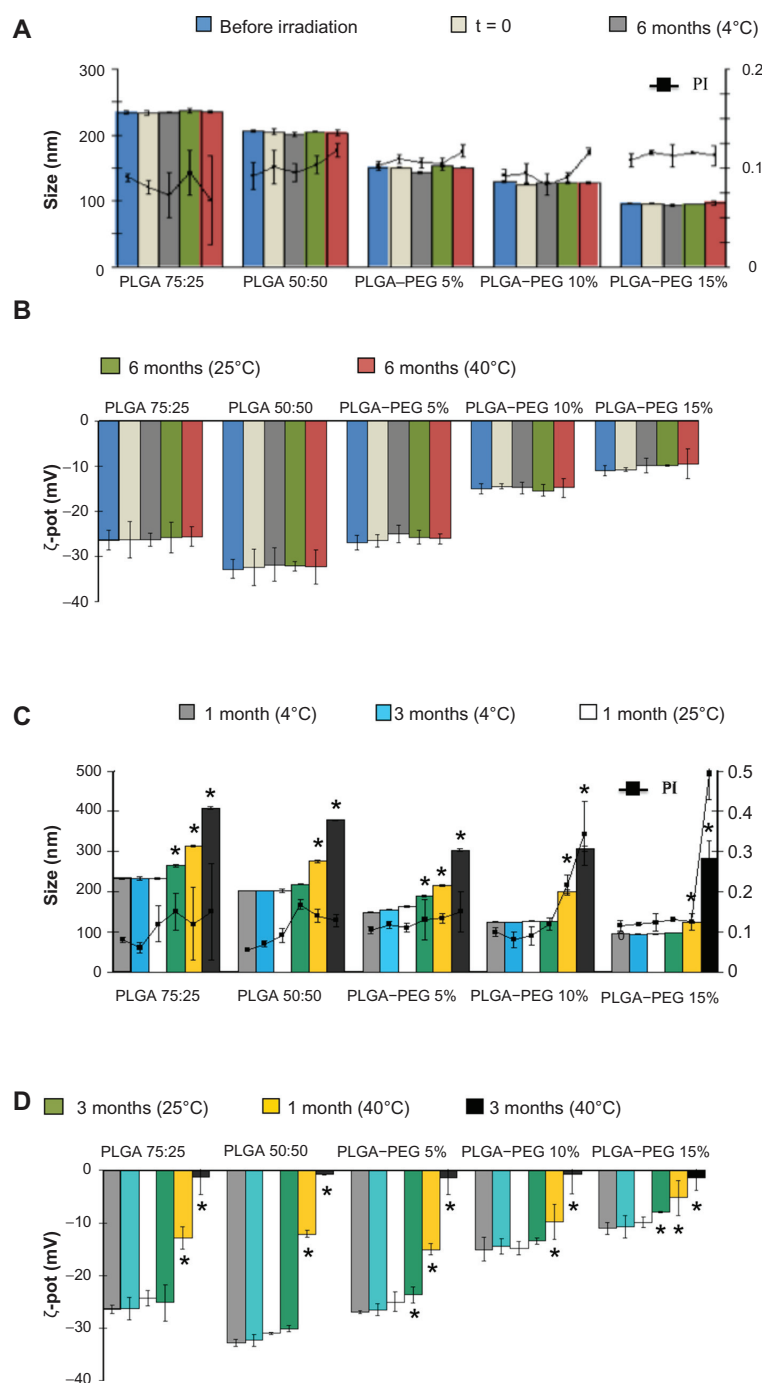 A
Before irradiation t = 0 6 months (4°C)
300 0.2
PI
200
Size (nm)
0.1
100
0 0
PLGA 75:25 PLGA 50:50 PLGA–PEG 5% PLGA–PEG 10% PLGA–PEG 15%
B
6 months (25°C) 6 months (40°C)
PLGA 75:25 PLGA 50:50 PLGA–PEG 5% PLGA–PEG 10% PLGA–PEG 15%
0
–10
ζ-pot (mV)
–20
–30
–40
C
1 month (4°C) 3 months (4°C) 1 month (25°C)
500 0.5
PI
400 * * * * 0.4
Size (nm)
300 * * * * * * 0.3
200 * 0.2
100 0.1
0
0 0
PLGA 75:25 PLGA 50:50 PLGA–PEG 5% PLGA–PEG 10% PLGA–PEG 15%
D
3 months (25°C) 1 month (40°C) 3 months (40°C)
PLGA 75:25 PLGA 50:50 PLGA–PEG 5% PLGA–PEG 10% PLGA–PEG 15%
0
* * * * *
–10
* * * * *
ζ-pot (mV)
–20
* *
–30
–40